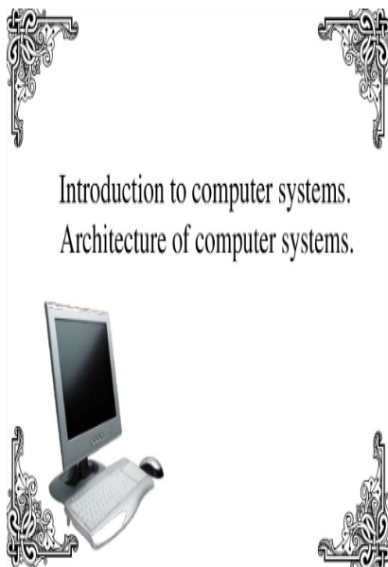 Introduction to computer systems.
Architecture of computer systems.